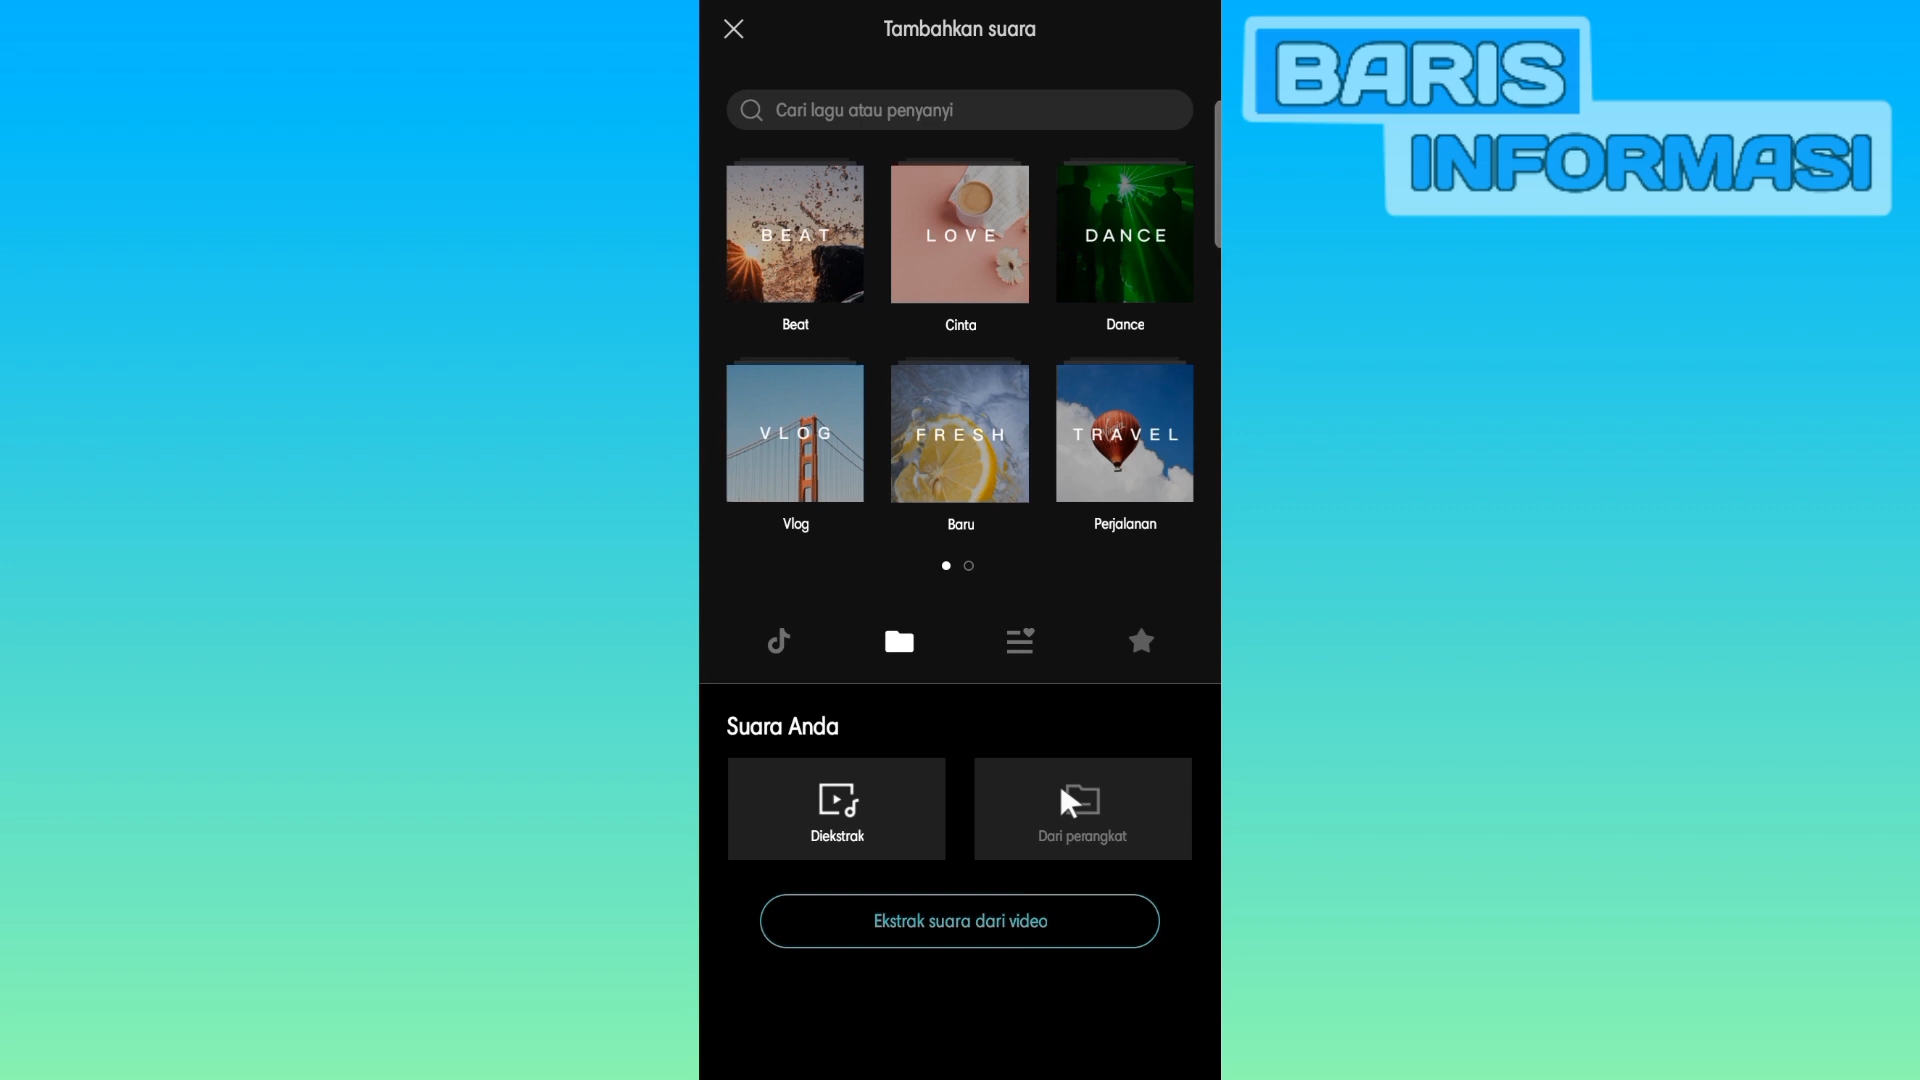 Tambahkan suara
BARIS
INFORMASI
Cari lagu atau penyanyi
BEAT
LOVE
DANCE
Beat
Cinta
Dance
VLOG
FRESH
TRAVEL
Vlog
Baru
Perjalanan
Suara Anda
Diekstrak
Dari perangkat
Ekstrak suara dari video